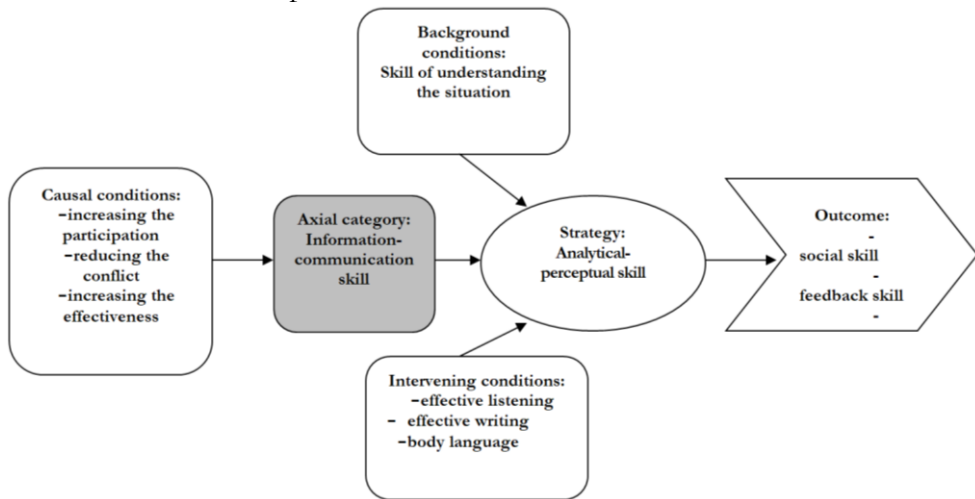 Background
conditions:
Skill of understanding
the situation
Causal conditions:
-increasing the
participation
-reducing the
conflict
-increasing the
effectiveness
Axial category:
Information-
communication
skill
Strategy:
Analytical-
perceptual skill
Outcome:
-
social skill
-
feedback skill
-
Intervening conditions:
-effective listening
- effective writing
-body language